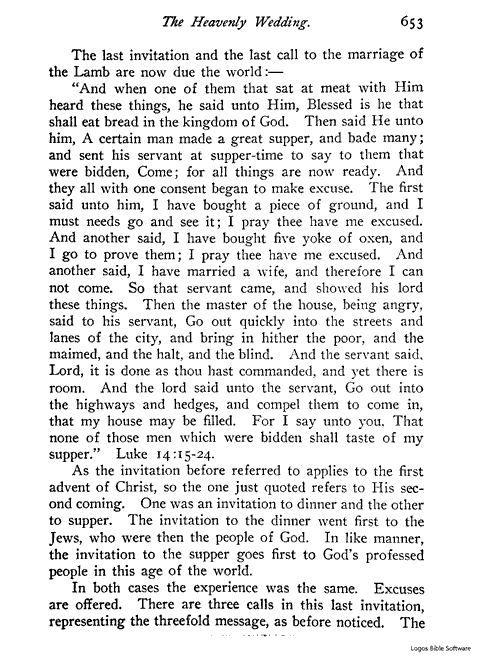 The Heavenly Wedding. 653
The last invitation and the last call to the marriage of
the Lamb are now due the world:—
"And when one of them that sat at meat with Him
heard these things, he said unto Him, Blessed is he that
shall eat bread in the kingdom of God. Then said He unto
him, A certain man made a great supper, and bade many;
and sent his servant at supper-time to say to them that
were bidden, Come; for all things are now ready. And
they all with one consent began to make excuse. The first
said unto him, I have bought a piece of ground, and I
must needs go and see it; I pray thee have me excused.
And another said, I have bought five yoke of oxen, and
I go to prove them; I pray thee have me excused. And
another said, I have married a wife, and therefore I can
not come. So that servant came, and showed his lord
these things. Then the master of the house, being angry,
said to his servant, Go out quickly into the streets and
lanes of the city, and bring in hither the poor, and the
maimed, and the halt, and the blind. And the servant said,
Lord, it is done as thou hast commanded, and yet there is
room. And the lord said unto the servant, Go out into
the highways and hedges, and compel them to come in,
that my house may be filled. For I say unto you, That
none of those men which were bidden shall taste of my
supper." Luke 14:15-24.
As the invitation before referred to applies to the first
advent of Christ, so the one just quoted refers to His sec-
ond coming. One was an invitation to dinner and the other
to supper. The invitation to the dinner went first to the
Jews, who were then the people of God. In like manner,
the invitation to the supper goes first to God's professed
people in this age of the world.
In both cases the experience was the same. Excuses
are offered. There are three calls in this last invitation,
representing the threefold message, as before noticed. The
Logos Bible Software